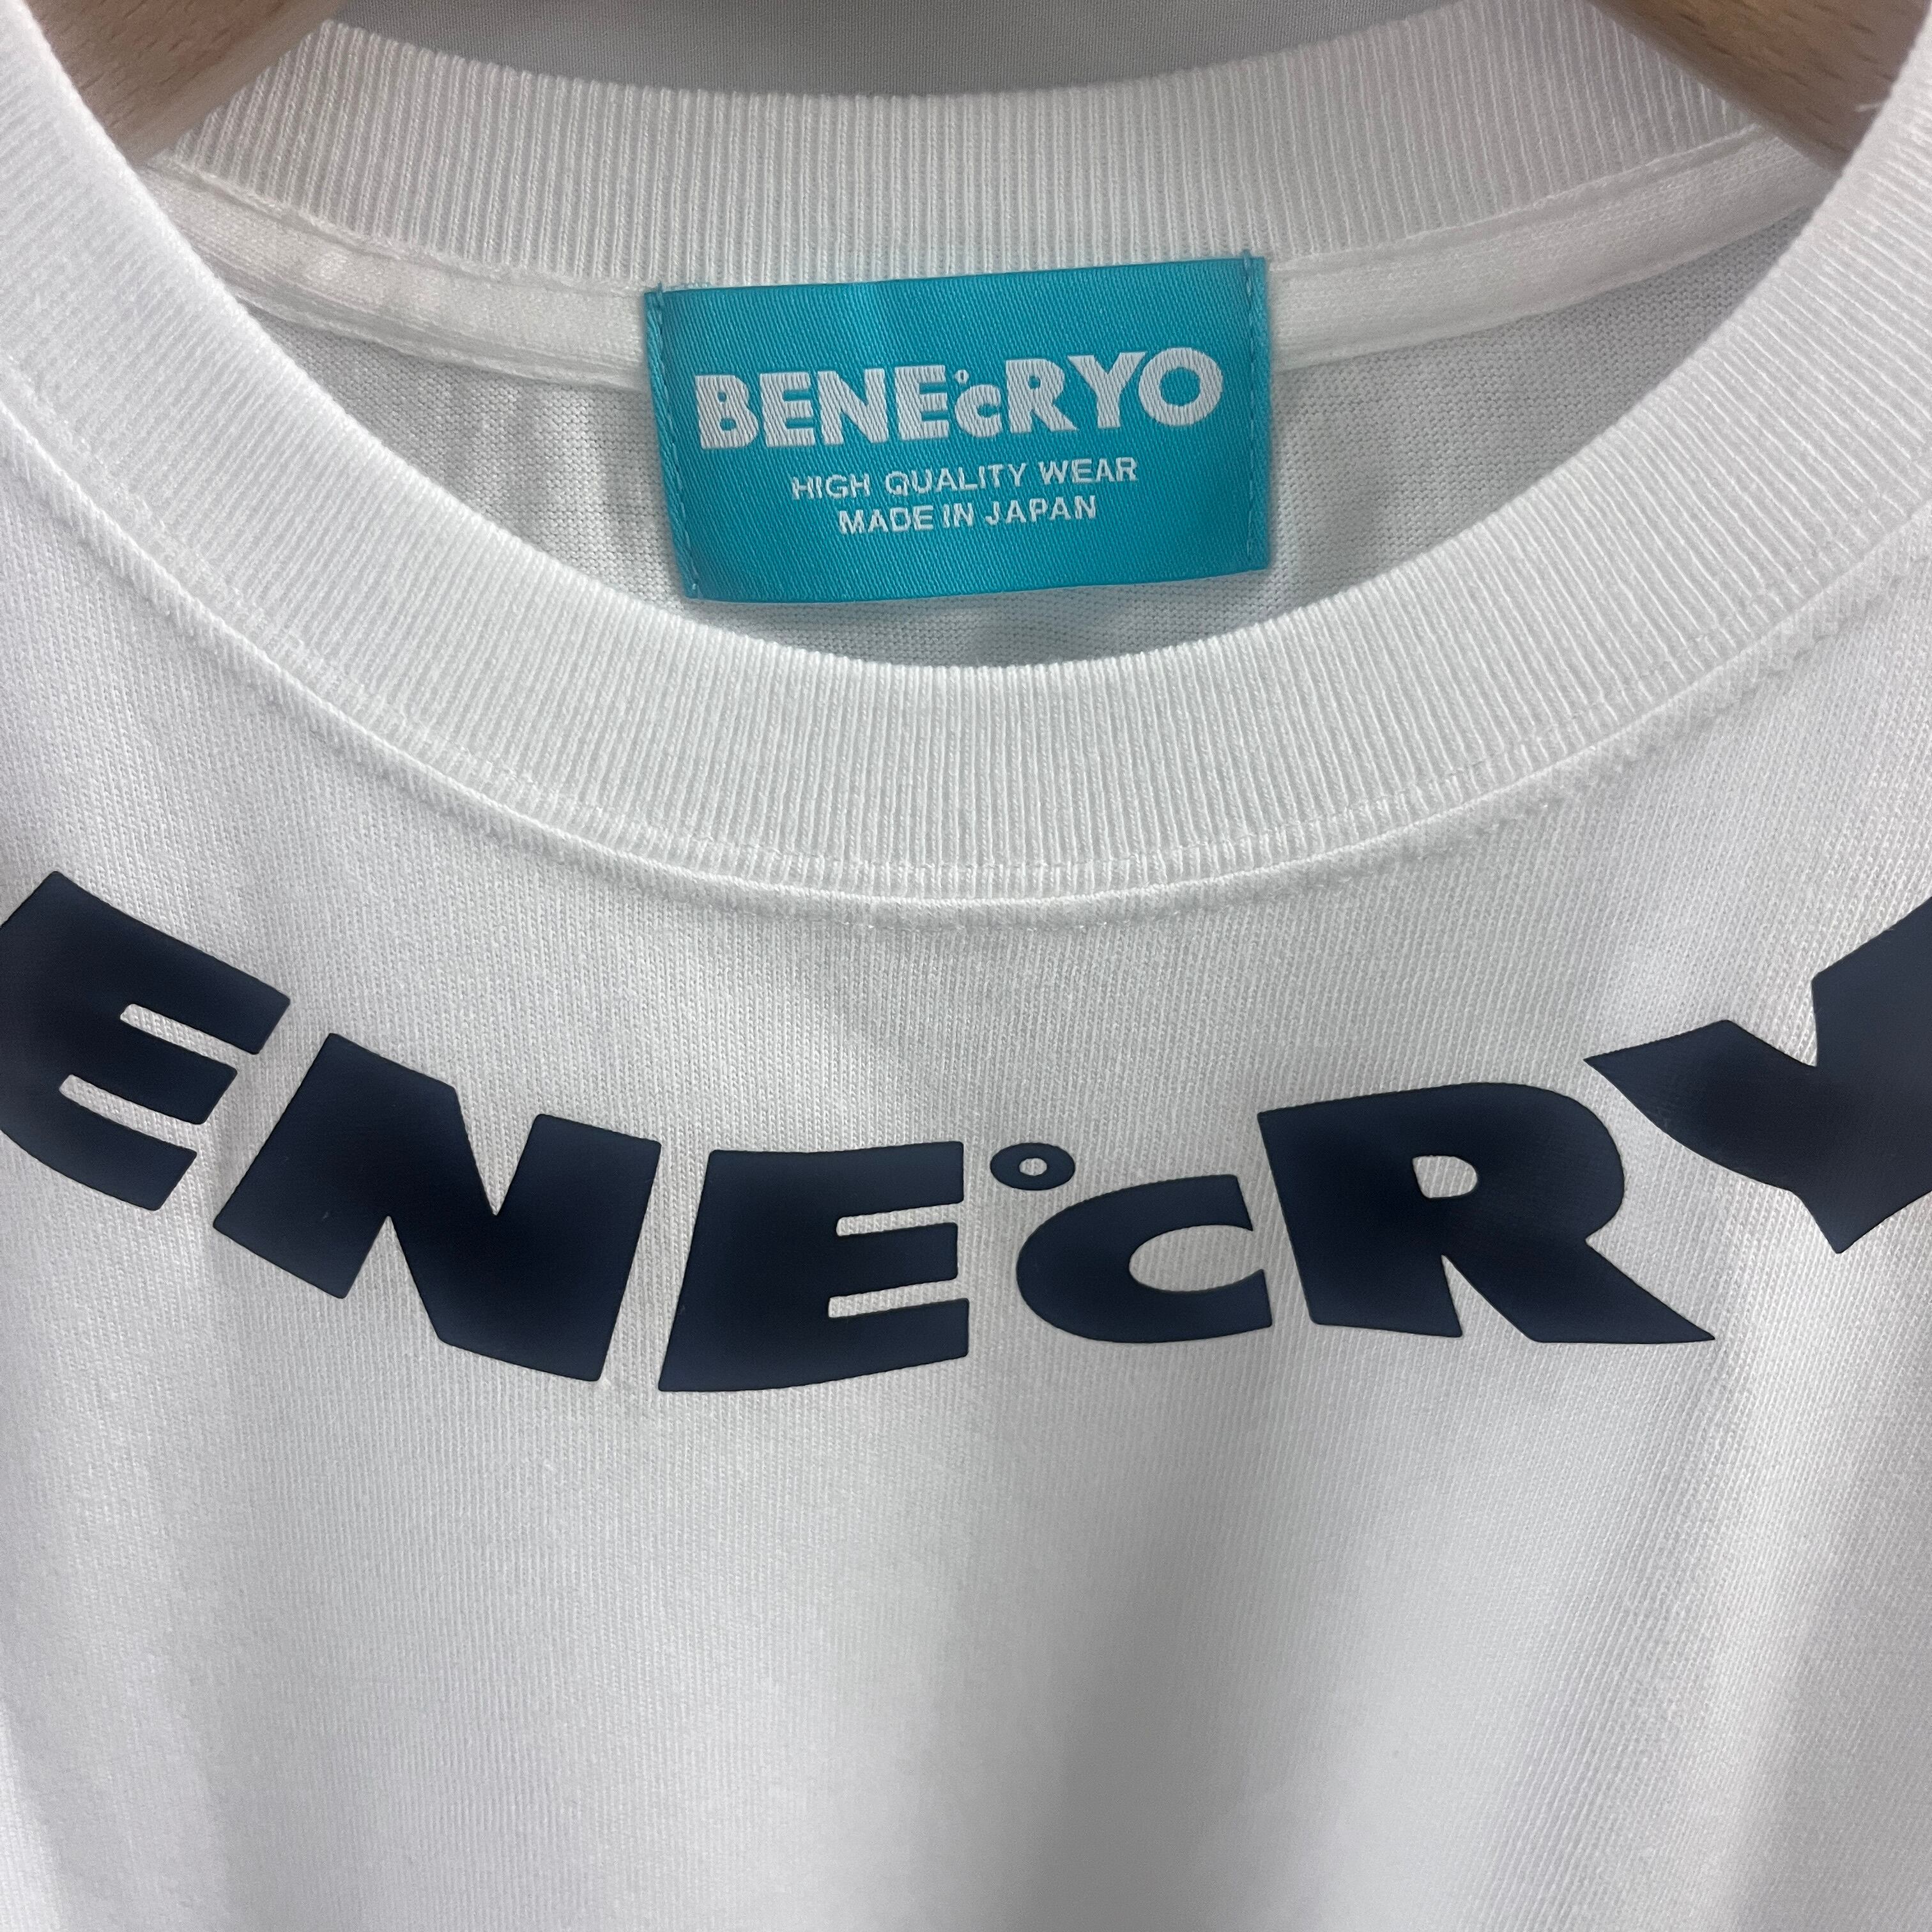 BENE°CRYO
HIGH QUALITY WEAR
MADE IN JAPAN
ENE°CRY